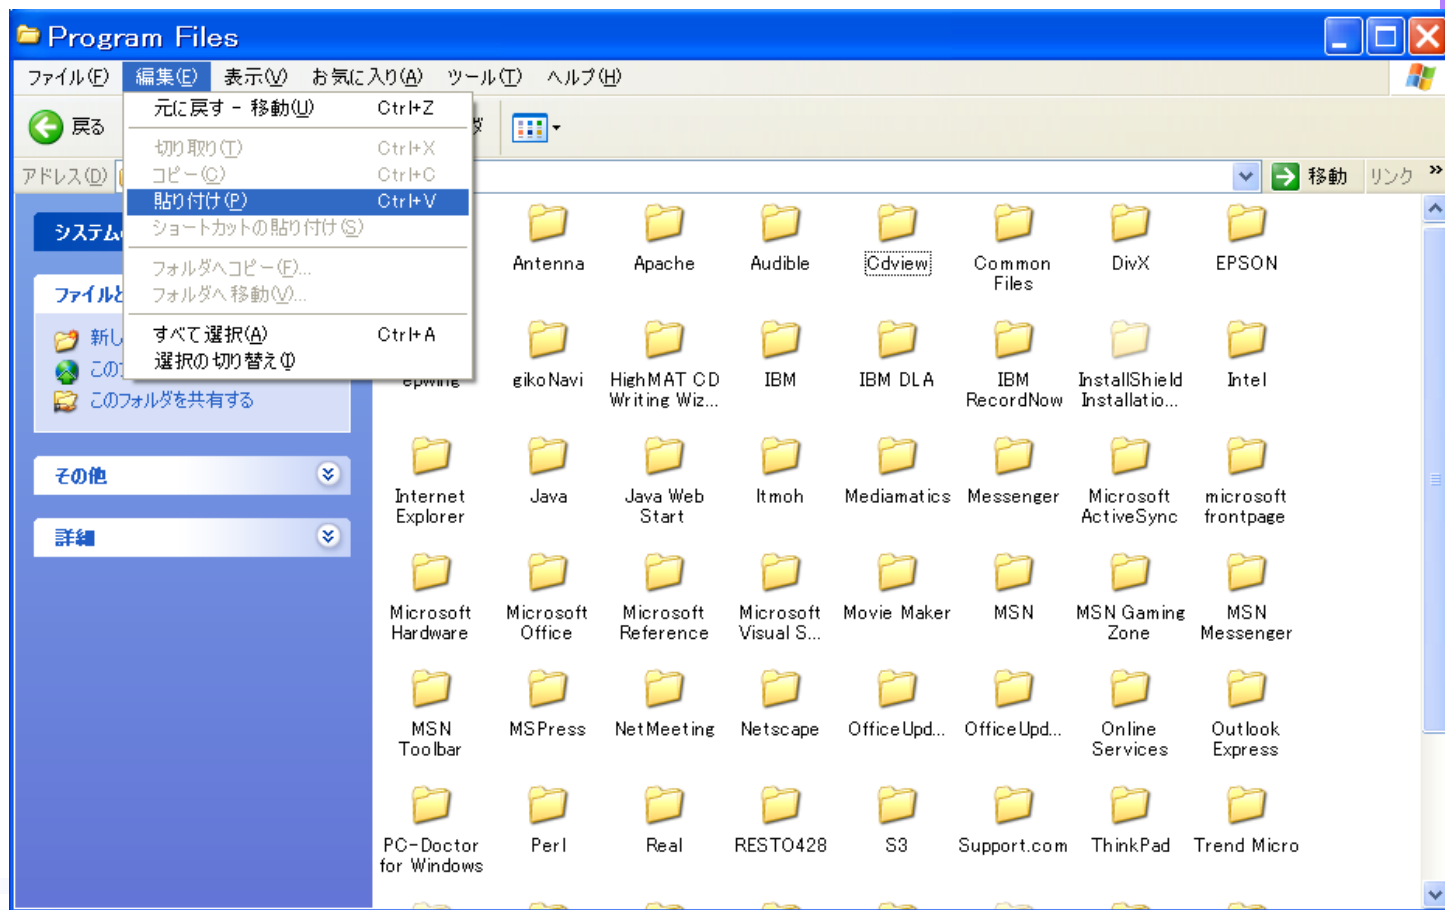 Program Files
ファイル(F) 編集(E) 表示(V) お気に入り(A) ツール(T) ヘルプ(H)
戻る
元に戻す - 移動(U) Ctrl+Z
切り取り(T) Ctrl+X
コピー(C) Ctrl+C
貼り付け(P) Ctrl+V
ショートカットの貼り付け(S)
フォルダへコピー(F)...
フォルダへ移動(V)...
すべて選択(A) Ctrl+A
選択の切り替え(I)
アドレス(D)
移動 リンク »
システム
ファイルと
新し
この
このフォルダを共有する
その他
詳細
Antenna
Apache
Audible
Cdview
Common
Files
DivX
EPSON
epwing
gikoNavi
HighMAT CD
Writing Wiz...
IBM
IBM DLA
IBM
RecordNow
InstallShield
Installatio...
Intel
Internet
Explorer
Java
Java Web
Start
Itmoh
Mediamatics
Messenger
Microsoft
ActiveSync
microsoft
frontpage
Microsoft
Hardware
Microsoft
Office
Microsoft
Reference
Microsoft
Visual S...
Movie Maker
MSN
MSN Gaming
Zone
MSN
Messenger
MSN
Toolbar
MSPress
NetMeeting
Netscape
OfficeUpd...
OfficeUpd...
Online
Services
Outlook
Express
PC-Doctor
for Windows
Perl
Real
RESTO428
S3
Support.com
ThinkPad
Trend Micro